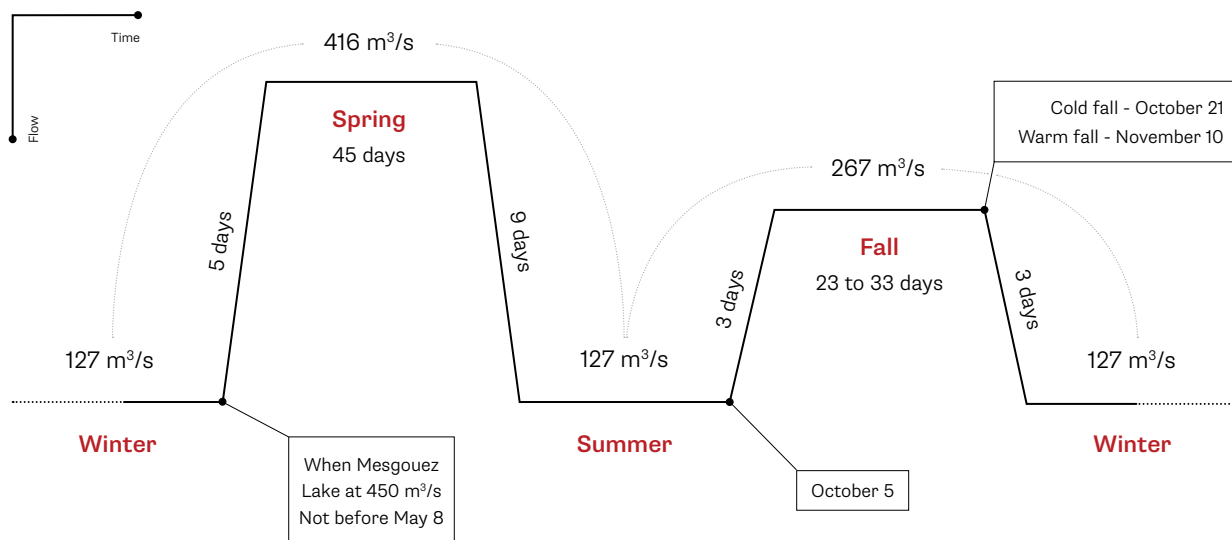 Time
Flow
416 m³/s
Spring
45 days
5 days
9 days
127 m³/s
Winter
When Mesgouez
Lake at 450 m³/s
Not before May 8
127 m³/s
Summer
October 5
3 days
267 m³/s
Fall
23 to 33 days
Cold fall - October 21
Warm fall - November 10
3 days
127 m³/s
Winter